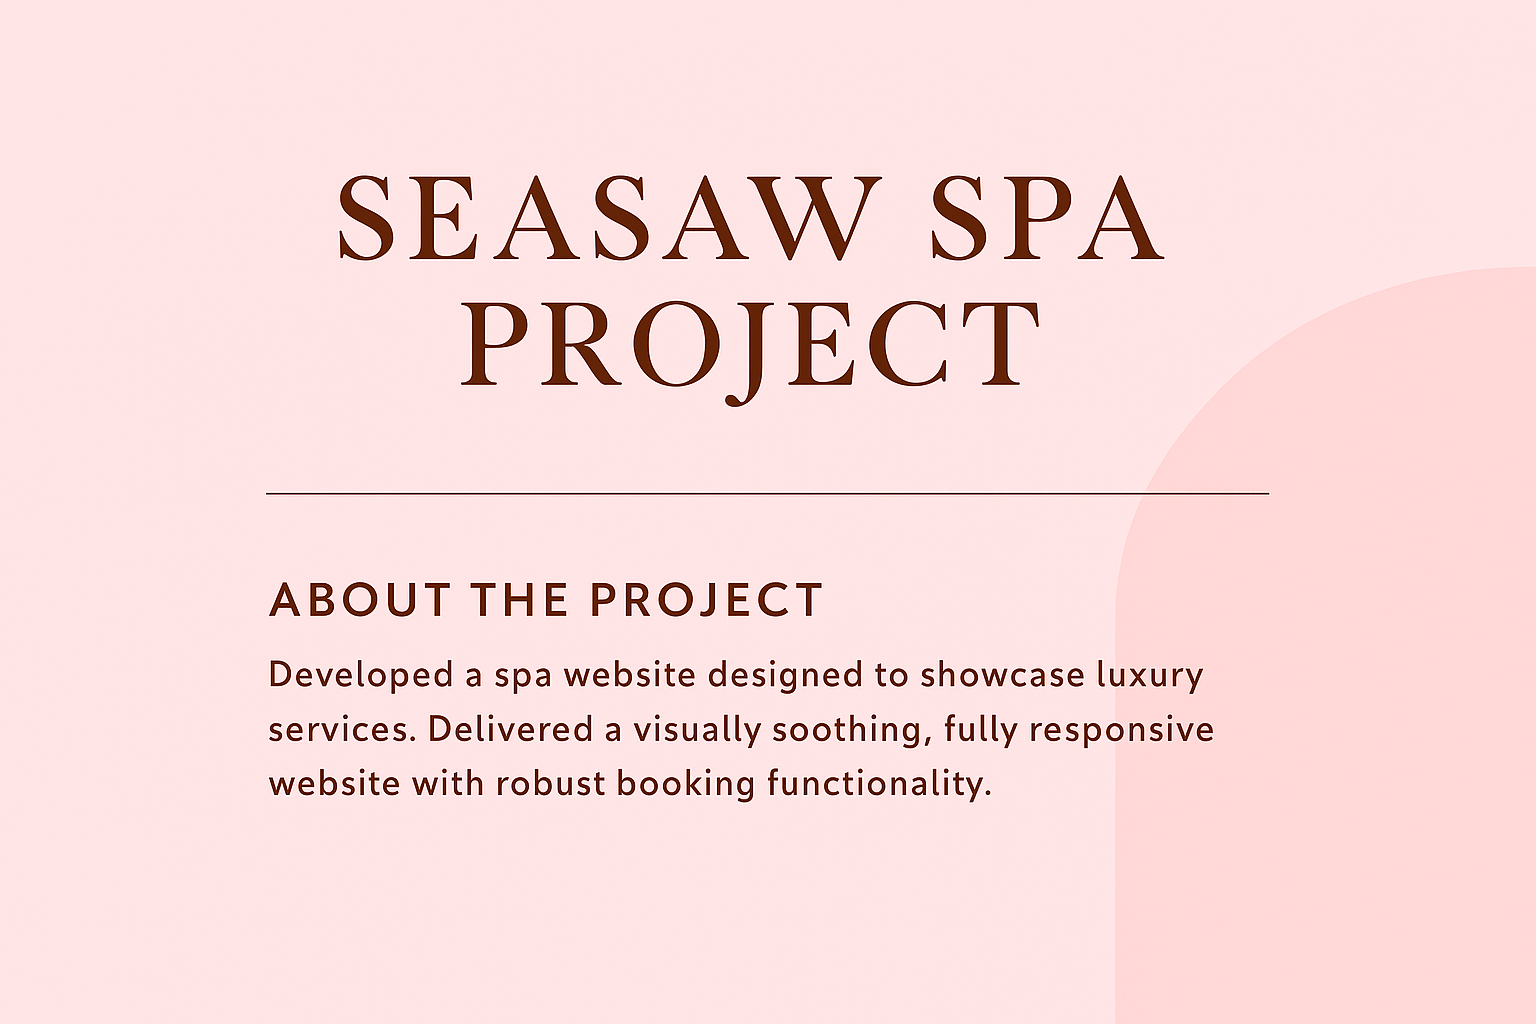 SEASAW SPA
PROJECT
ABOUT THE PROJECT
Developed a spa website designed to showcase luxury
services. Delivered a visually soothing, fully responsive
website with robust booking functionality.